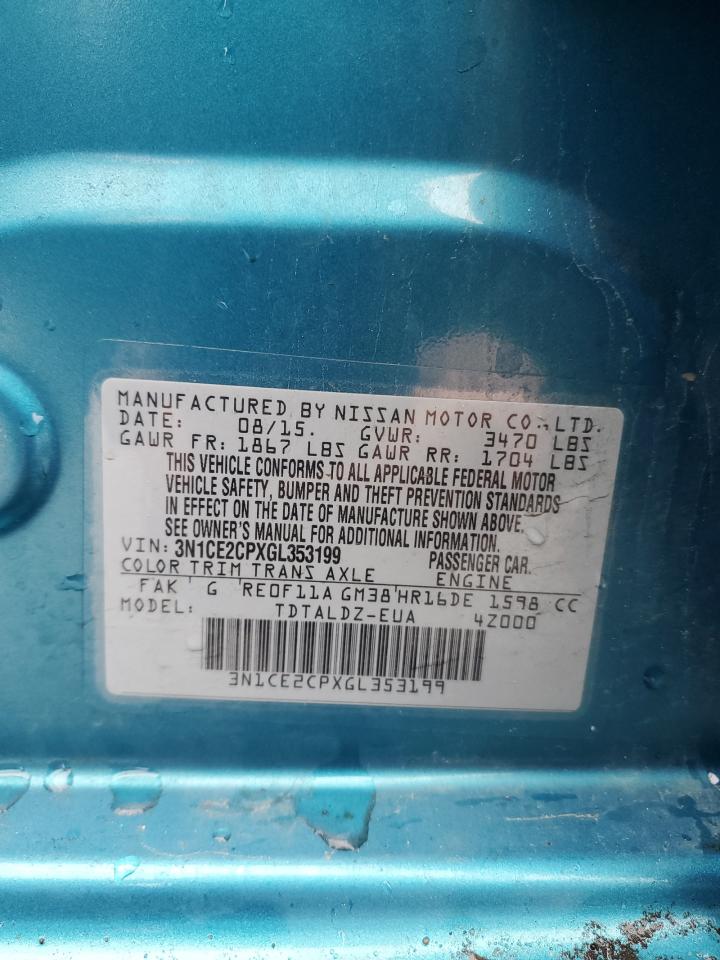 MANUFACTURED BY NISSAN MOTOR CO.,LTD.
DATE: 08/15. GVWR: 3470 LBS
GAWR FR: 1867 LBS GAWR RR: 1704 LBS
THIS VEHICLE CONFORMS TO ALL APPLICABLE FEDERAL MOTOR
VEHICLE SAFETY, BUMPER AND THEFT PREVENTION STANDARDS
IN EFFECT ON THE DATE OF MANUFACTURE SHOWN ABOVE.
SEE OWNER'S MANUAL FOR ADDITIONAL INFORMATION.
VIN: 3N1CE2CPXGL353199 PASSENGER CAR.
COLOR TRIM TRANS AXLE ENGINE
FAK G RE0F11A GM38 HR16DE 1598 CC
MODEL: TDTALDZ-EUA 4Z000
3N1CE2CPXGL353199